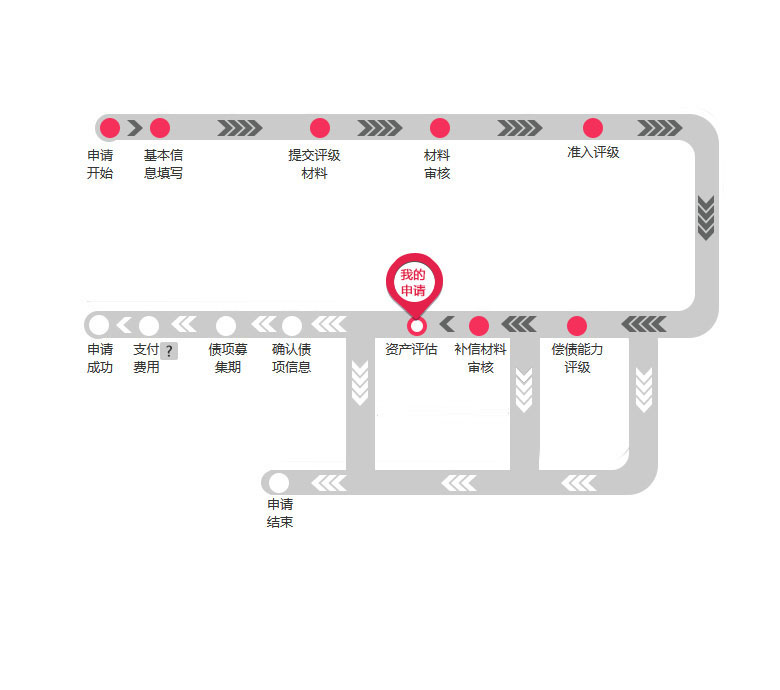 申请
开始
基本信
息填写
提交评级
材料
材料
审核
准入评级
我的
申请
申请
成功
支付 ?
费用
债项募
集期
确认债
项信息
资产评估
补信材料
审核
偿债能力
评级
申请
结束